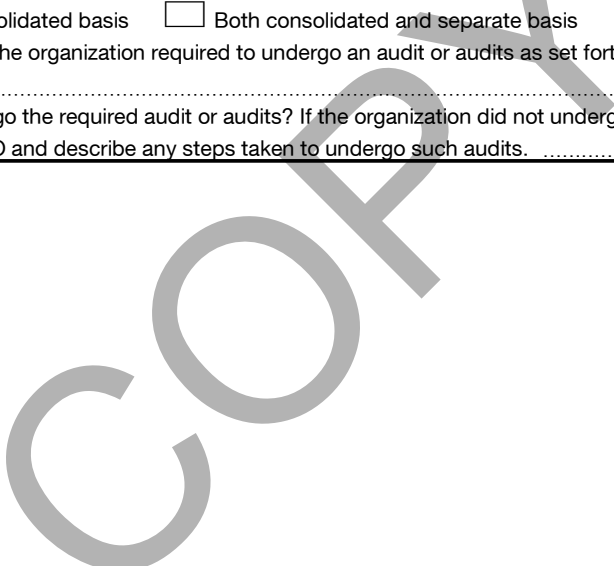 olidated basis Both consolidated and separate basis
he organization required to undergo an audit or audits as set fort
go the required audit or audits? If the organization did not underg
O and describe any steps taken to undergo such audits.
COPY